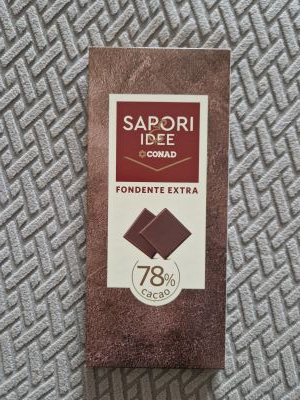 SAPORI
& IDEE
CONAD
FONDENTE EXTRA
78%
cacao